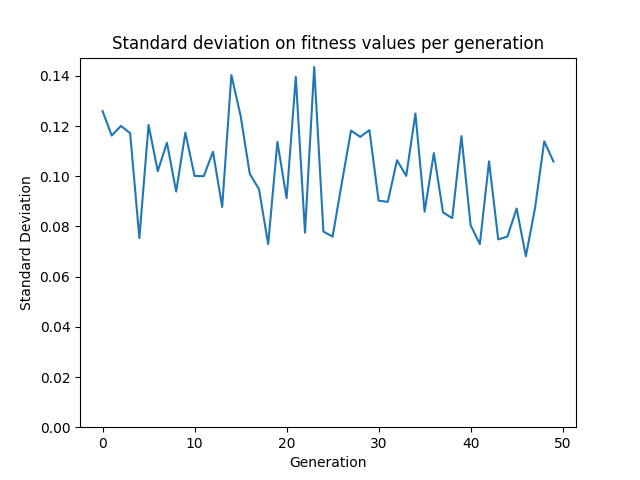 Standard deviation on fitness values per generation
0.14
0.12
0.10
0.08
0.06
0.04
0.02
0.00
Standard Deviation
0 10 20 30 40 50
Generation